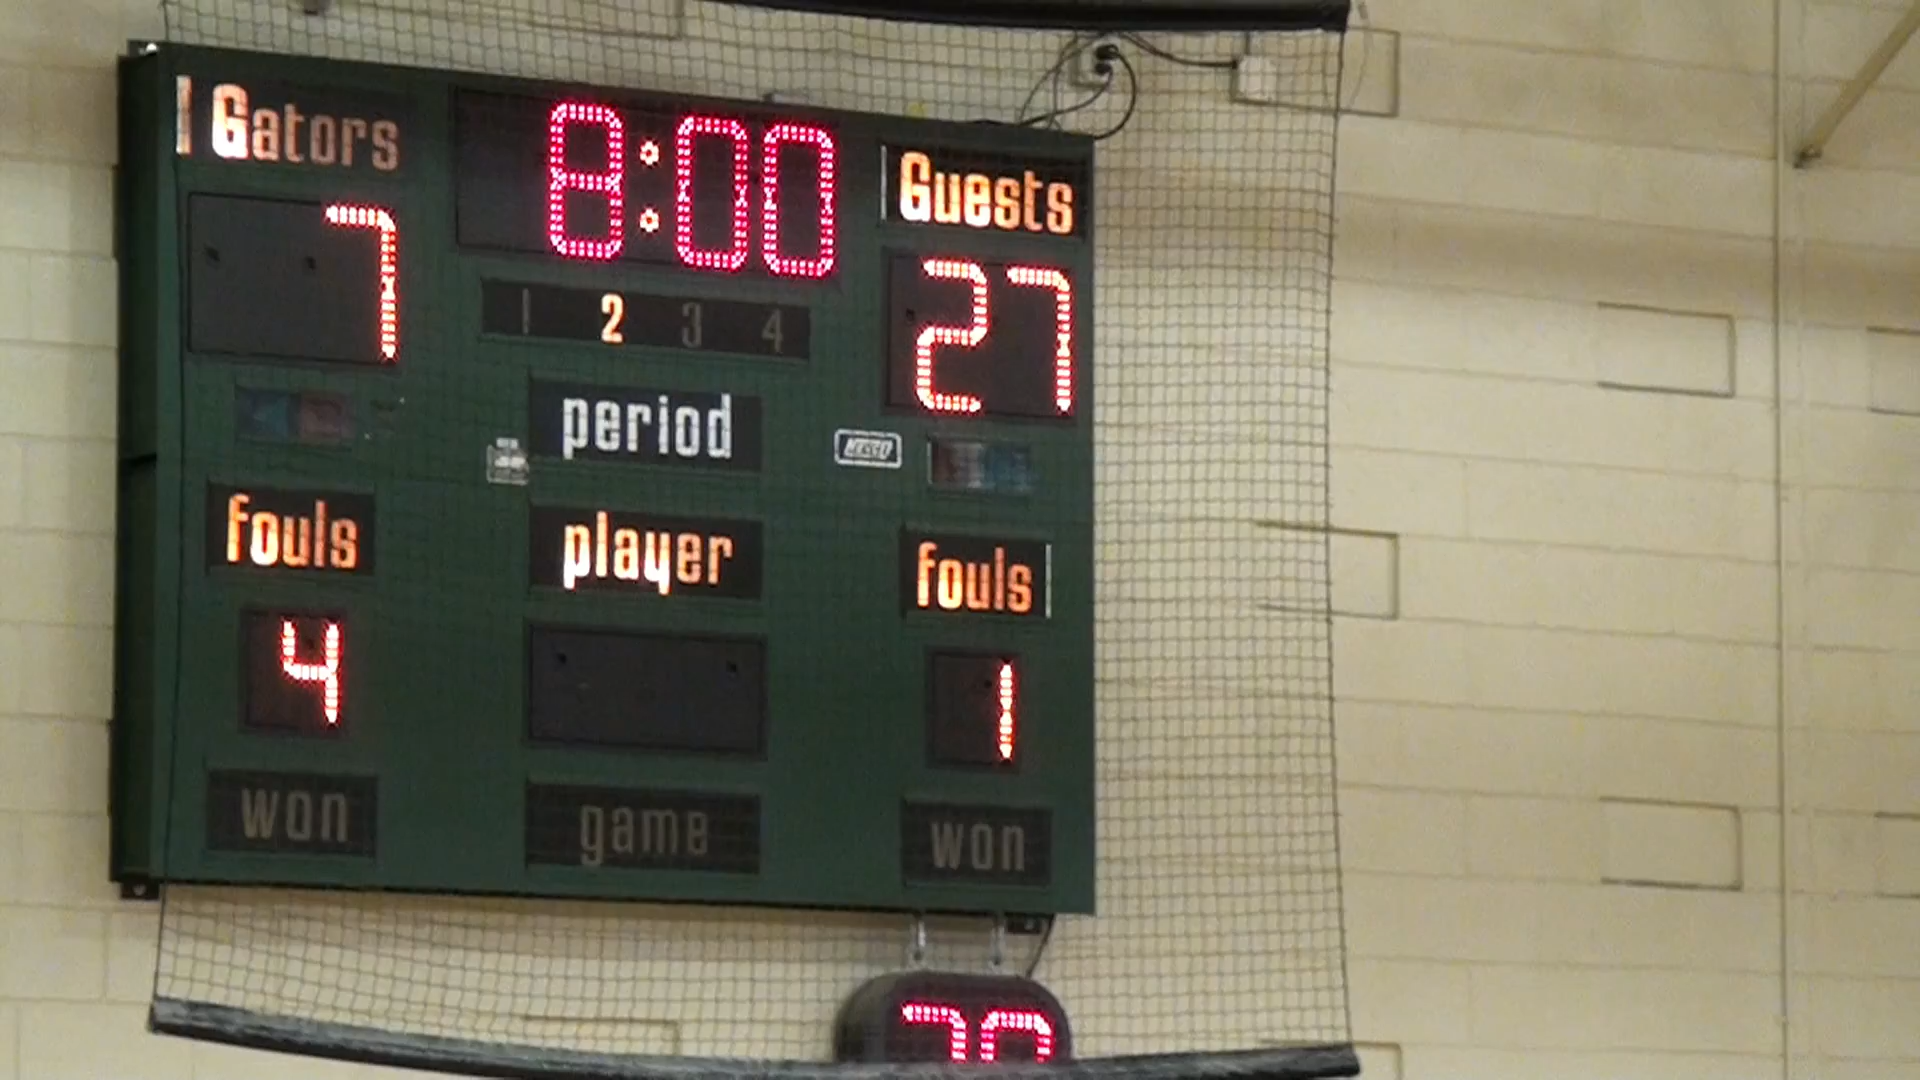 Gators 8:00 Guests
7 27
1 2 3 4
period
fouls player fouls
4 1
won game won